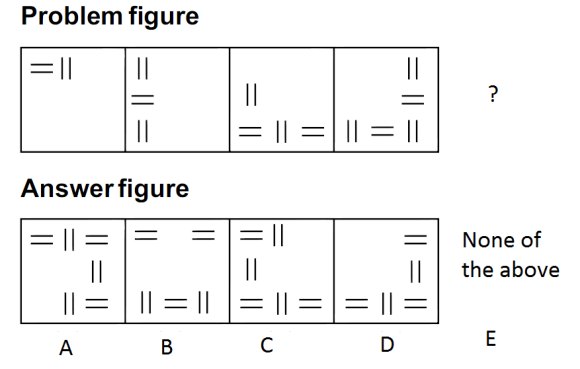 Problem figure
?
Answer figure
None of
the above
A B C D E